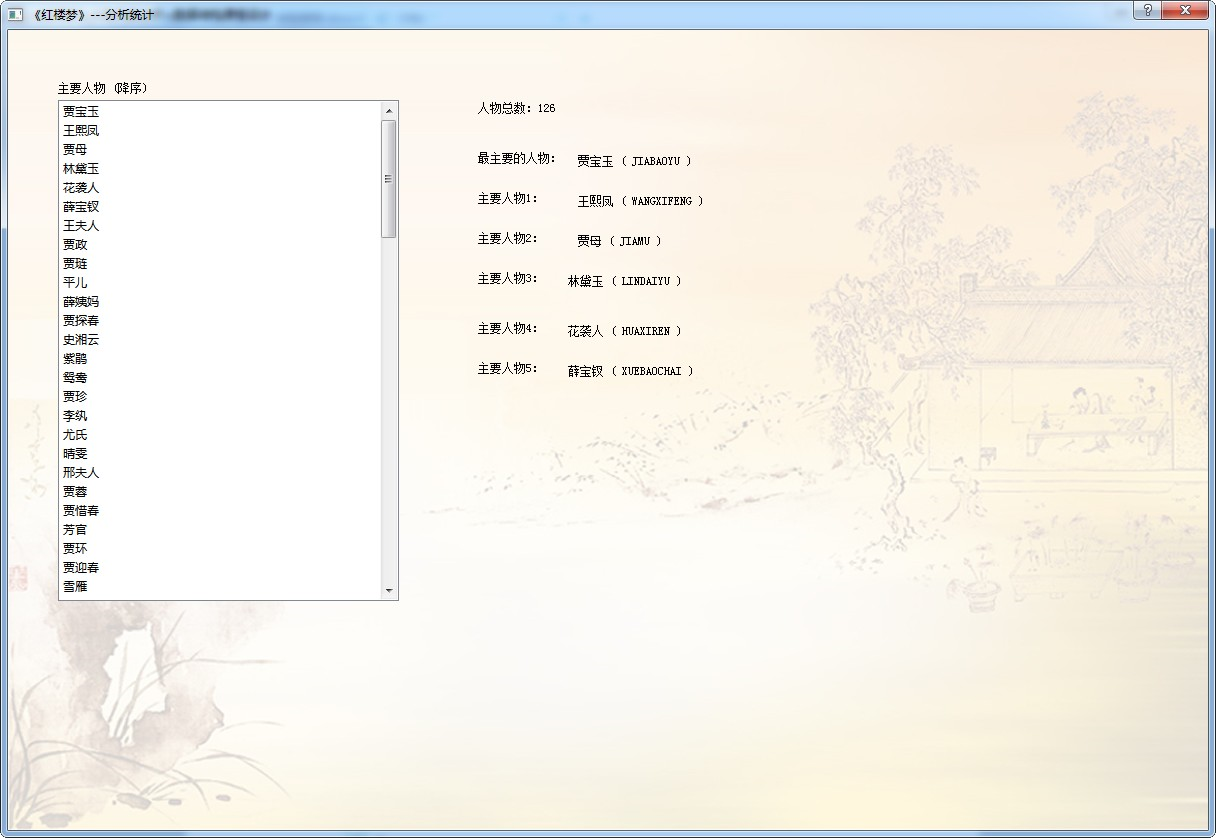 《红楼梦》---分析统计
主要人物（降序）
贾宝玉
王熙凤
贾母
林黛玉
花袭人
薛宝钗
王夫人
贾政
贾琏
平儿
薛姨妈
贾探春
史湘云
紫鹃
鸳鸯
贾珍
李纨
尤氏
晴雯
邢夫人
贾蓉
贾惜春
芳官
贾环
贾迎春
雪雁
人物总数：126
最主要的人物： 贾宝玉 ( JIABAOYU )
主要人物1： 王熙凤 ( WANGXIFENG )
主要人物2： 贾母 ( JIAMU )
主要人物3： 林黛玉 ( LINDAIYU )
主要人物4： 花袭人 ( HUAXIREN )
主要人物5： 薛宝钗 ( XUEBAOCHAI )